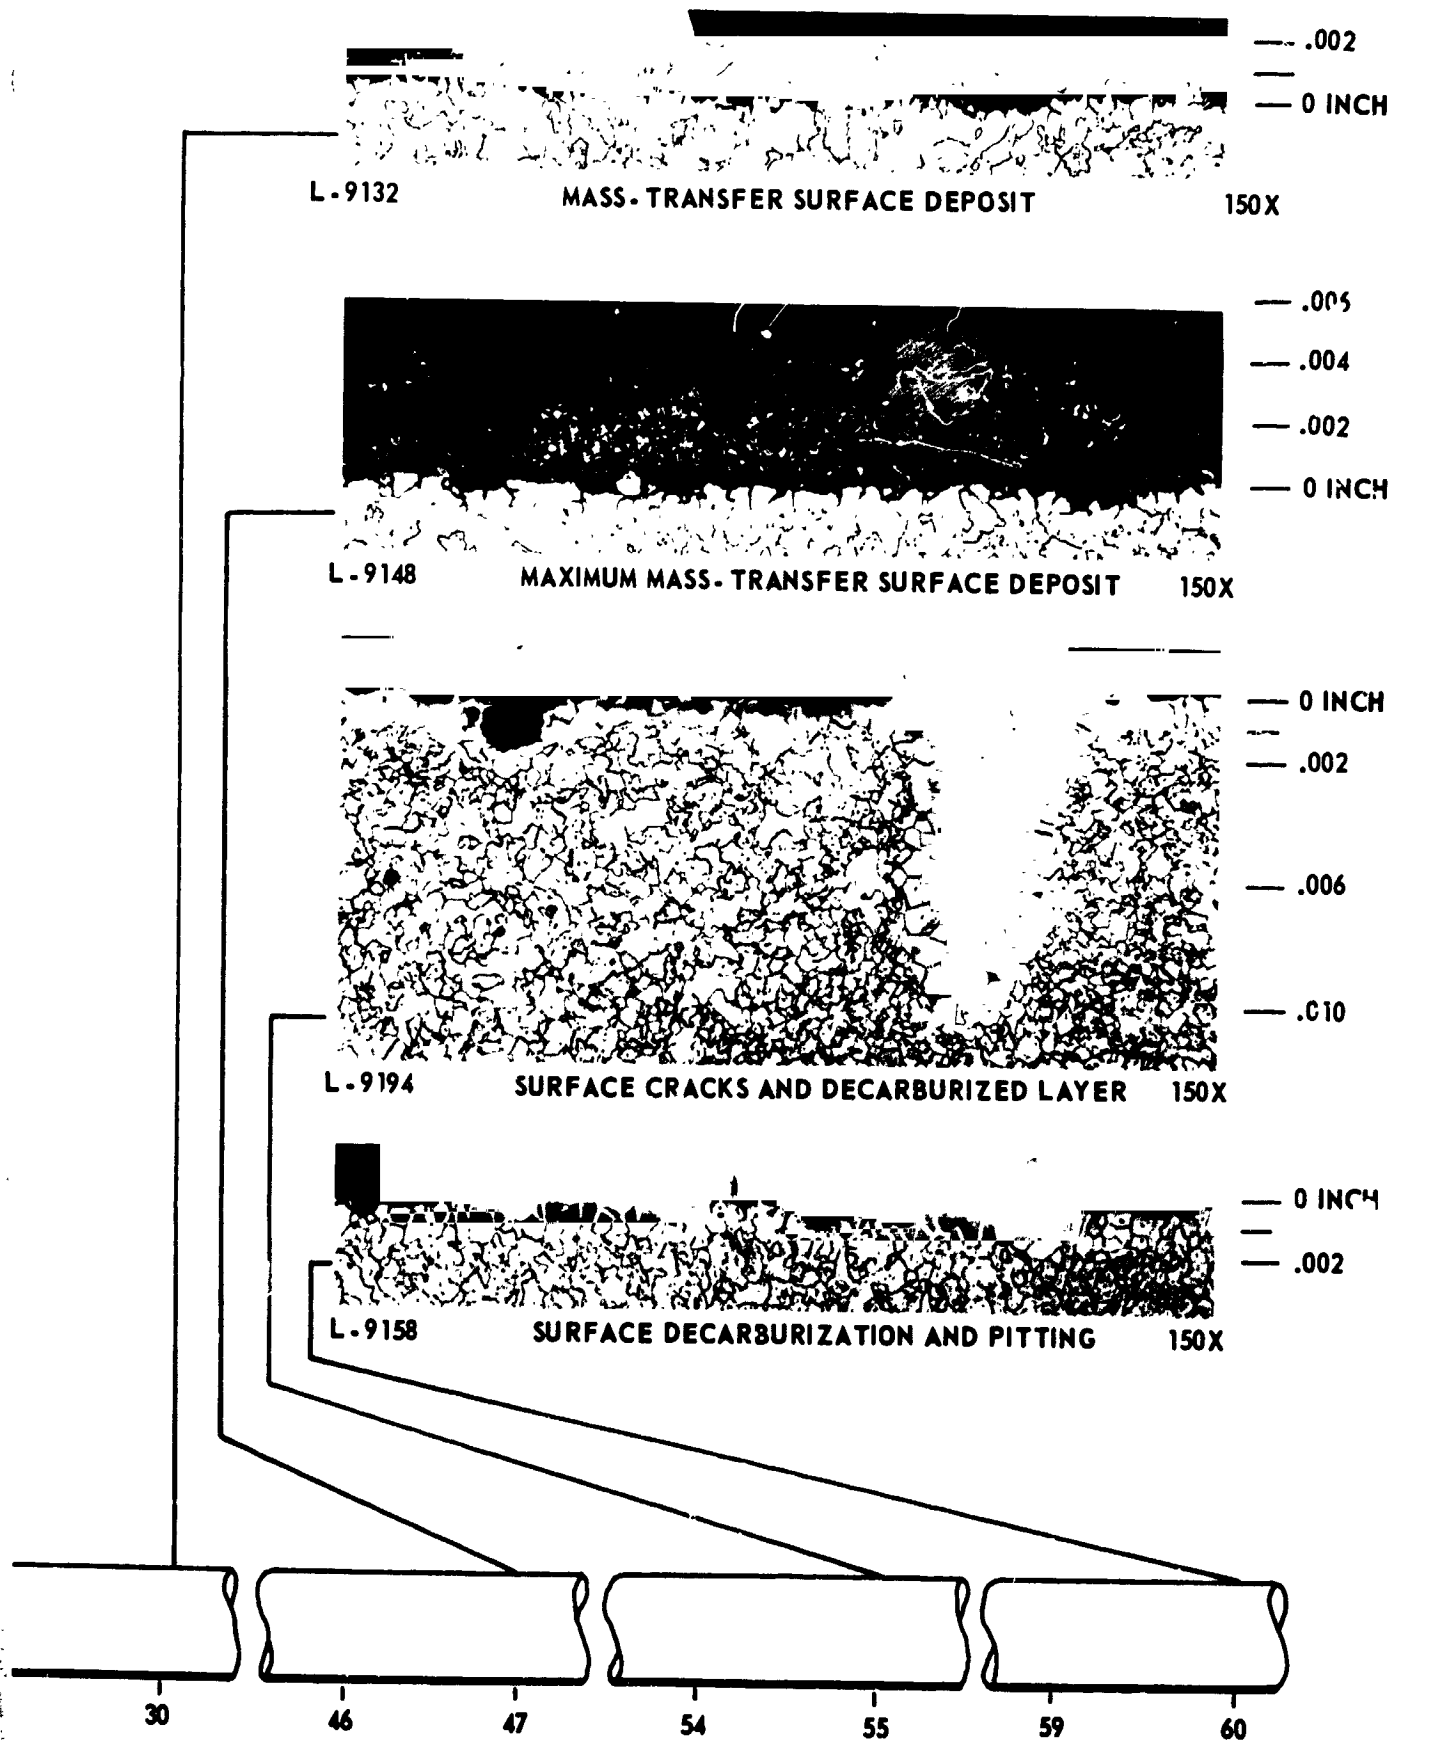 .002
0 INCH
L-9132 MASS-TRANSFER SURFACE DEPOSIT 150X
.004
.002
0 INCH
L-9148 MAXIMUM MASS-TRANSFER SURFACE DEPOSIT 150X
0 INCH
.002
.006
.010
L-9194 SURFACE CRACKS AND DECARBURIZED LAYER 150X
0 INCH
.002
L-9158 SURFACE DECARBURIZATION AND PITTING 150X
30 46 47 54 55 59 60